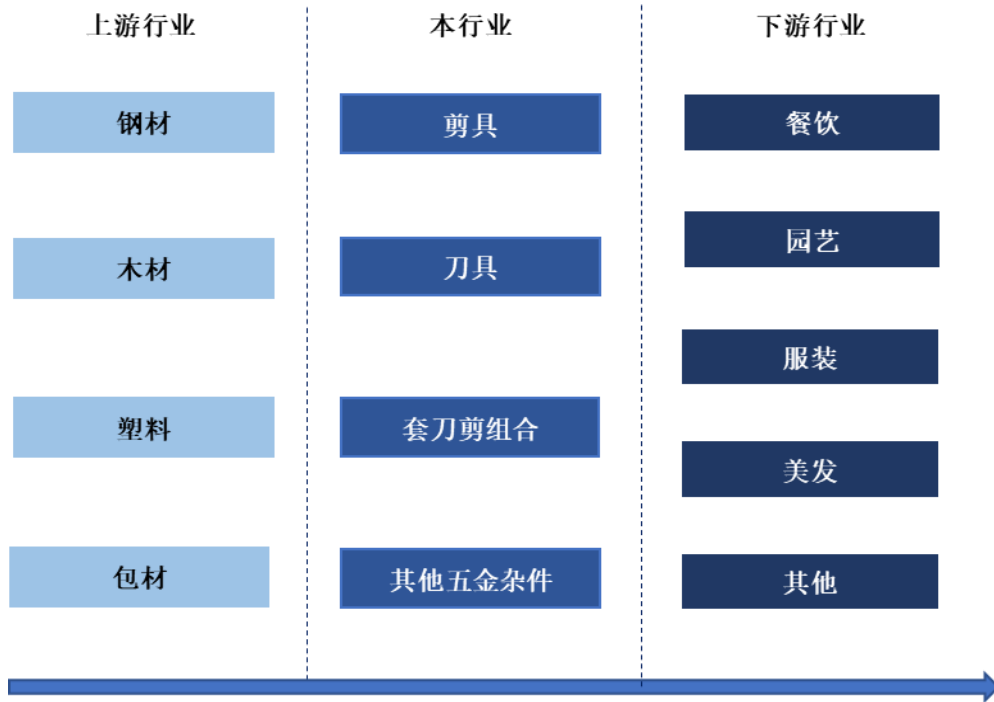 上游行业
本行业
下游行业
钢材
剪具
餐饮
木材
刀具
园艺
服装
塑料
套刀剪组合
美发
包材
其他五金杂件
其他